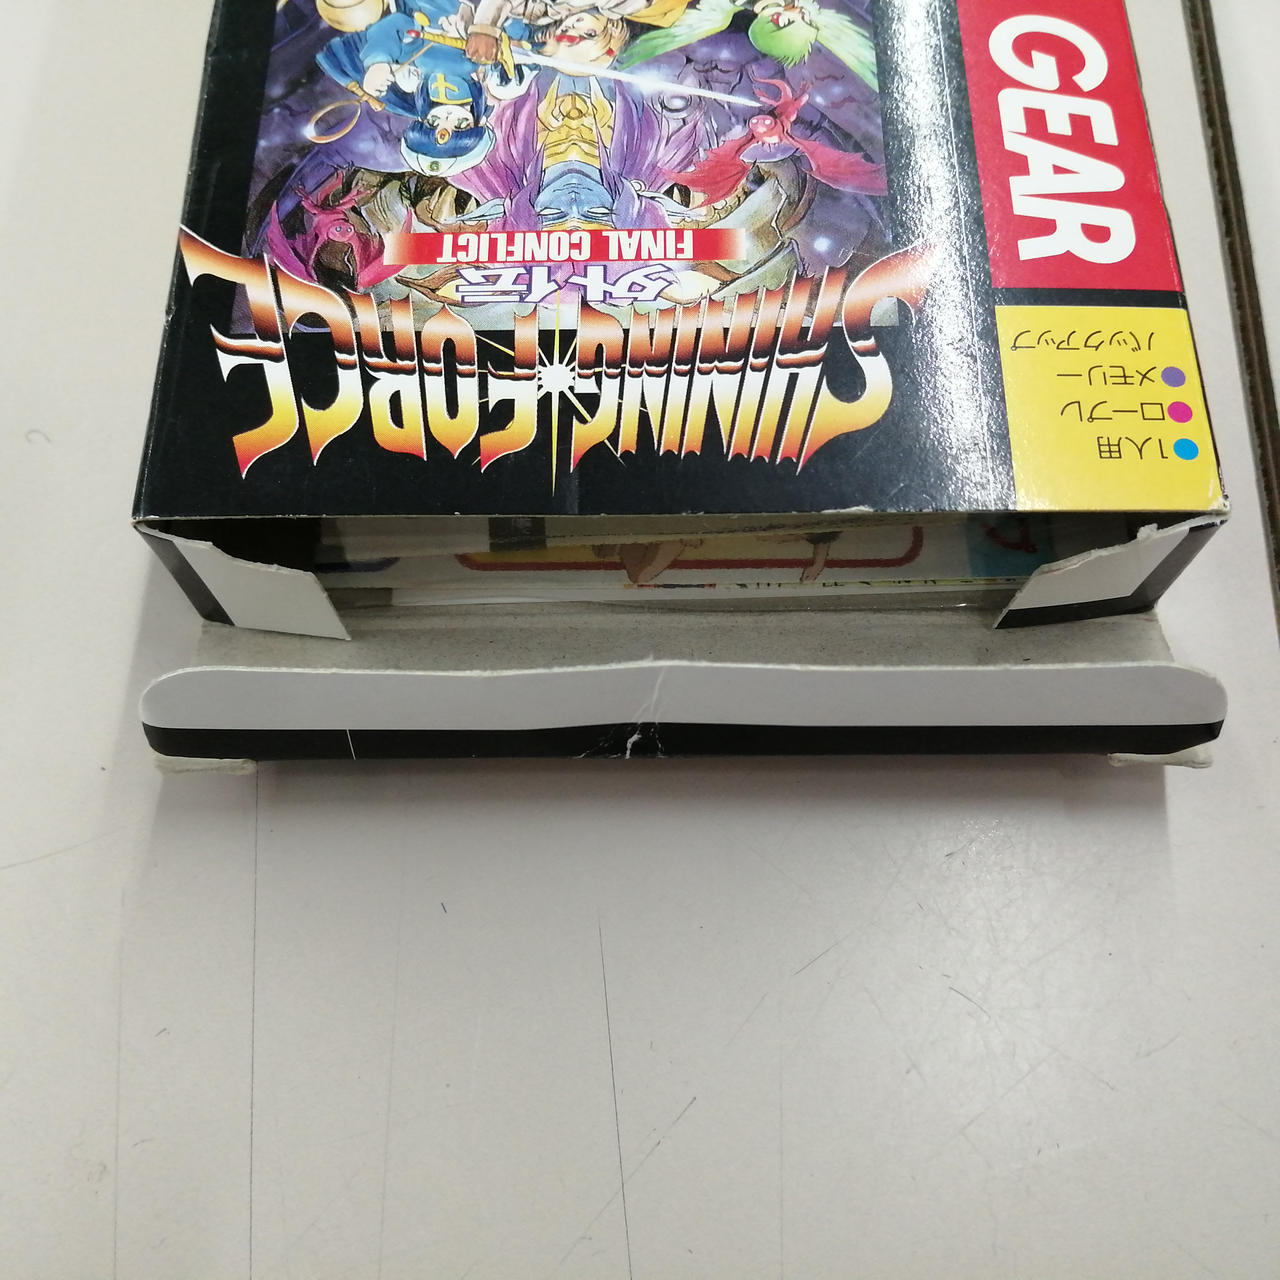 SHINING FORCE
外伝
FINAL CONFLICT
GEAR
1人用
ロープレ
メモリー
バックアップ